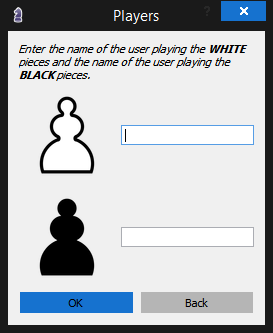 Players
?
Enter the name of the user playing the WHITE
pieces and the name of the user playing the
BLACK pieces.
OK
Back